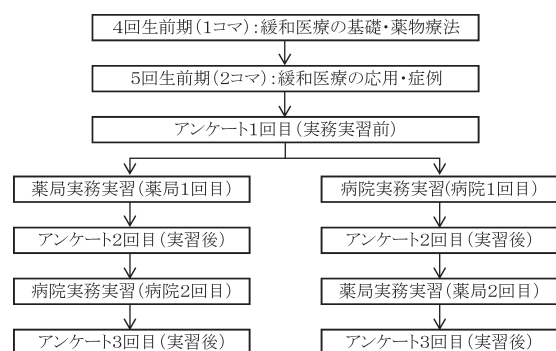 4回生前期(1コマ):緩和医療の基礎・薬物療法
5回生前期(2コマ):緩和医療の応用・症例
アンケート1回目(実務実習前)
薬局実務実習(薬局1回目)
病院実務実習(病院1回目)
アンケート2回目(実習後)
アンケート2回目(実習後)
病院実務実習(病院2回目)
薬局実務実習(薬局2回目)
アンケート3回目(実習後)
アンケート3回目(実習後)